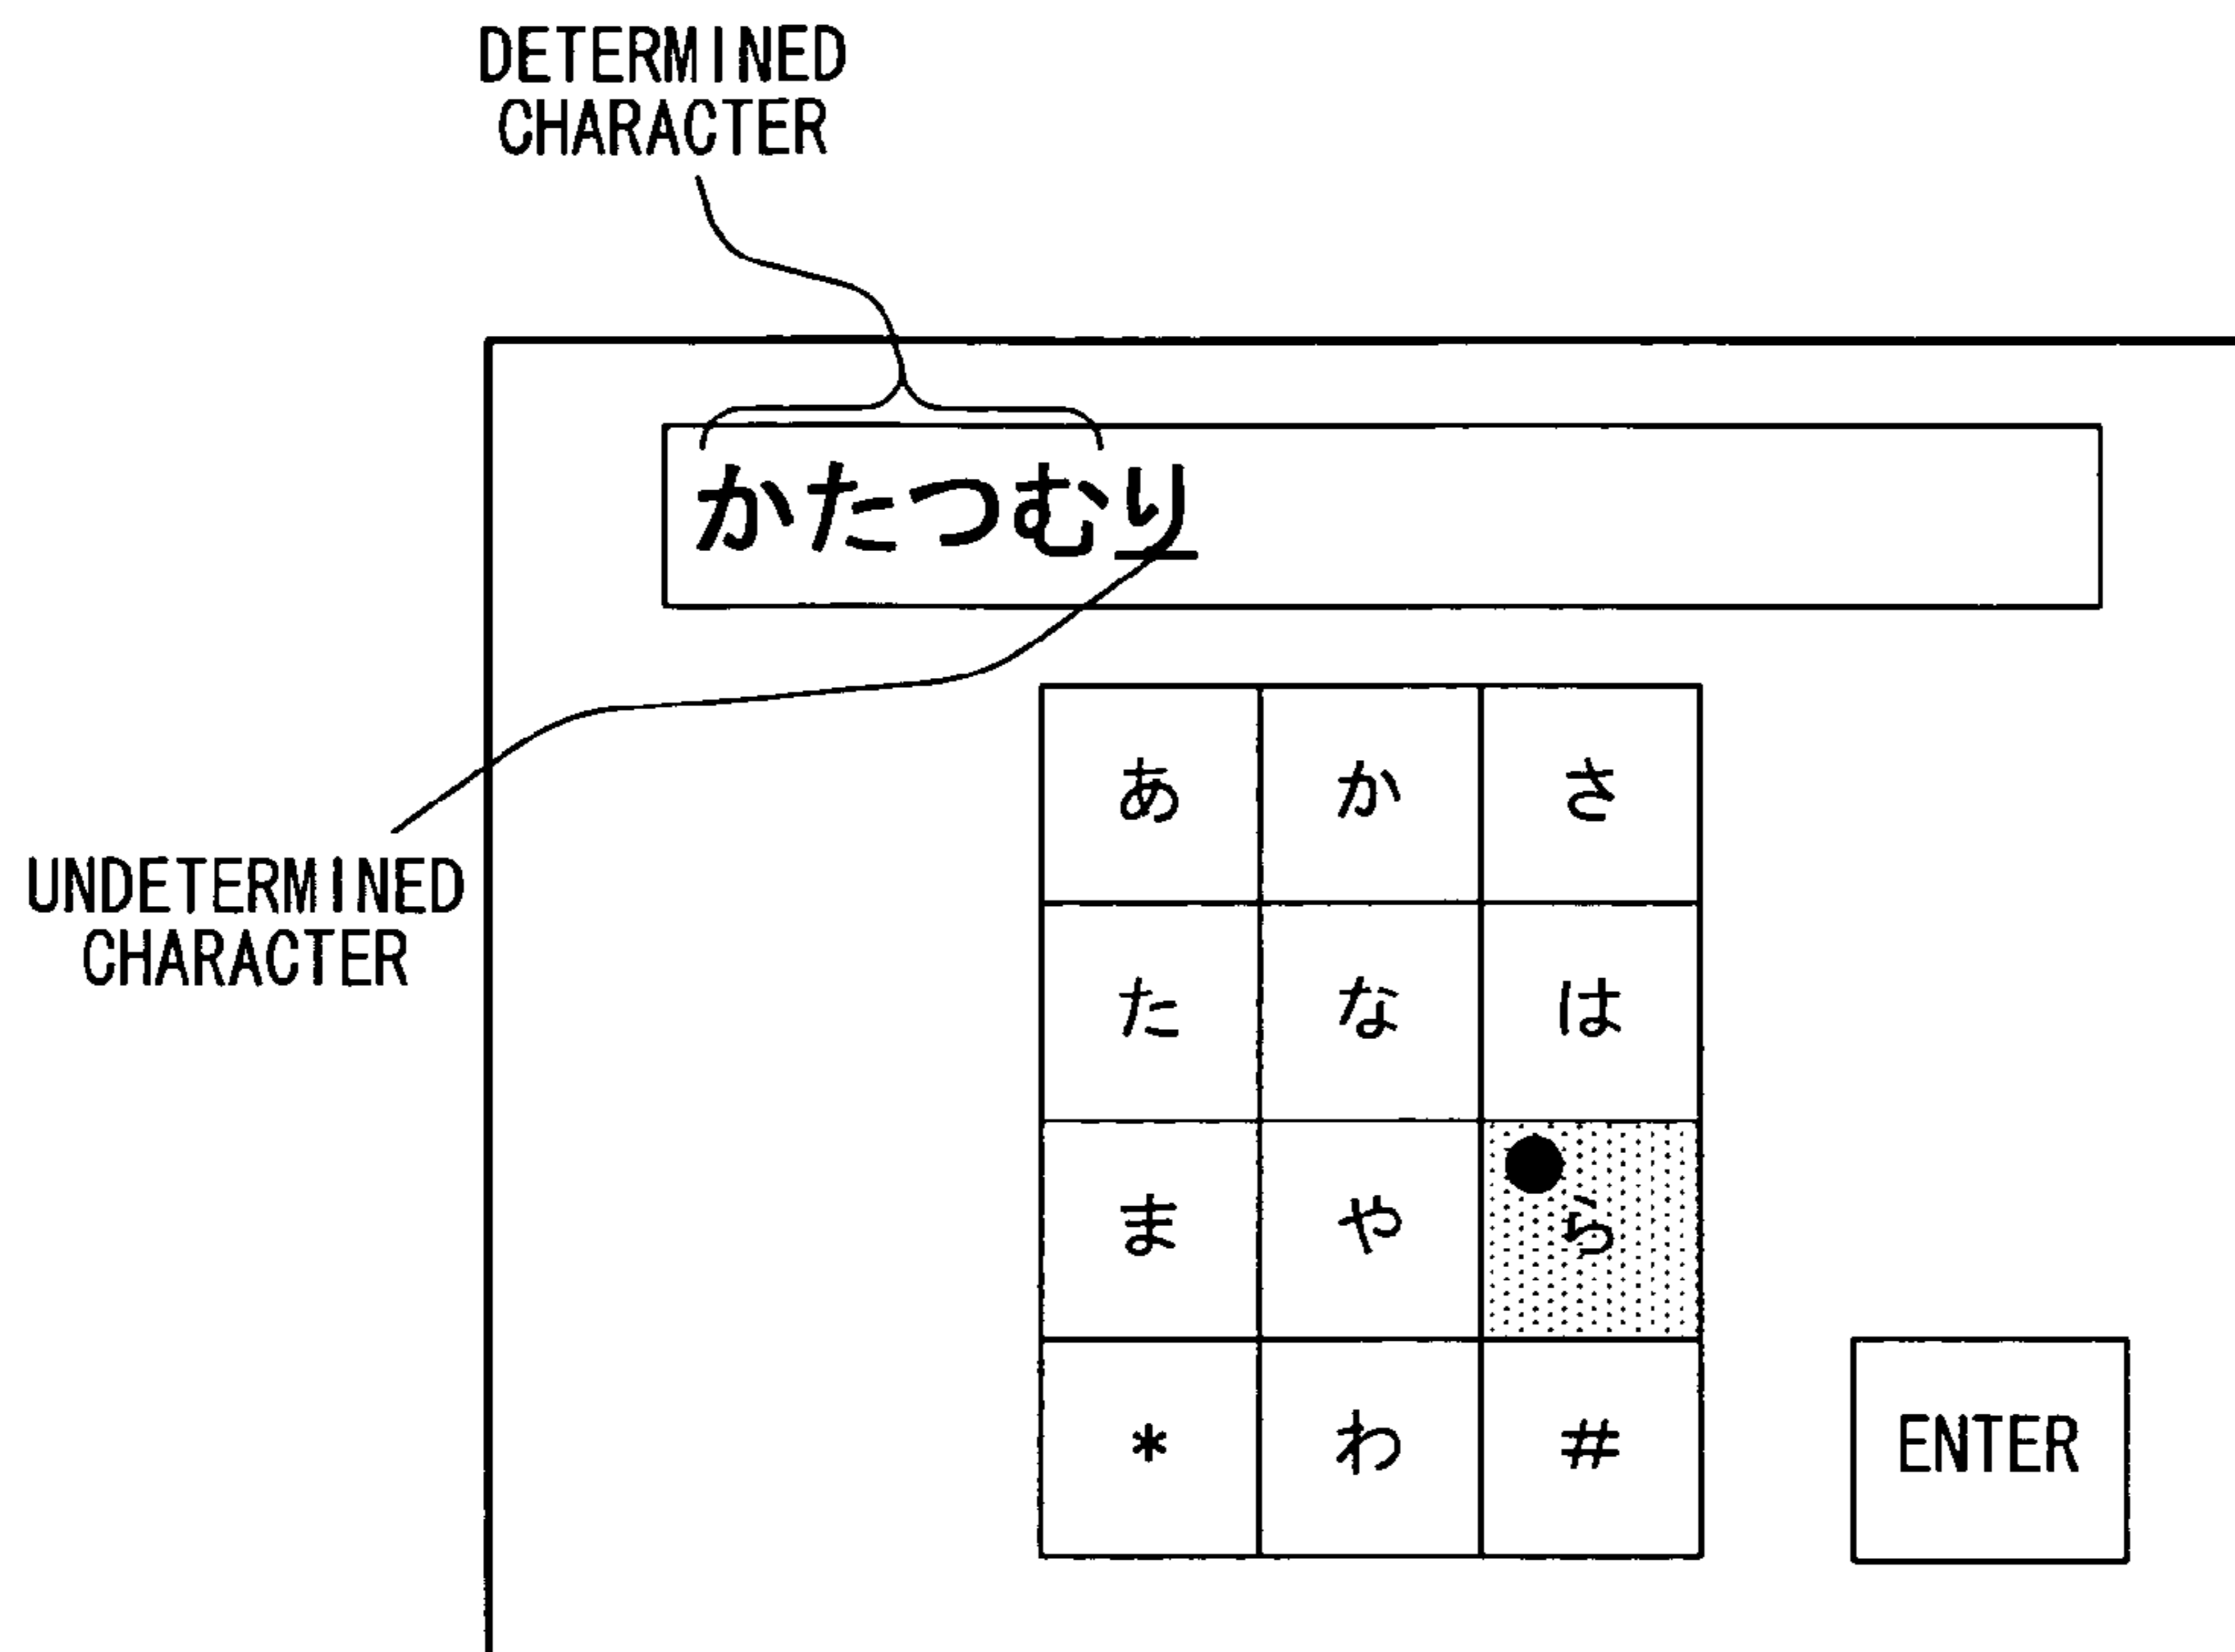 DETERMINED
CHARACTER
かたつむり
UNDETERMINED
CHARACTER
あ か さ
た な は
ま や ら
* わ #
ENTER